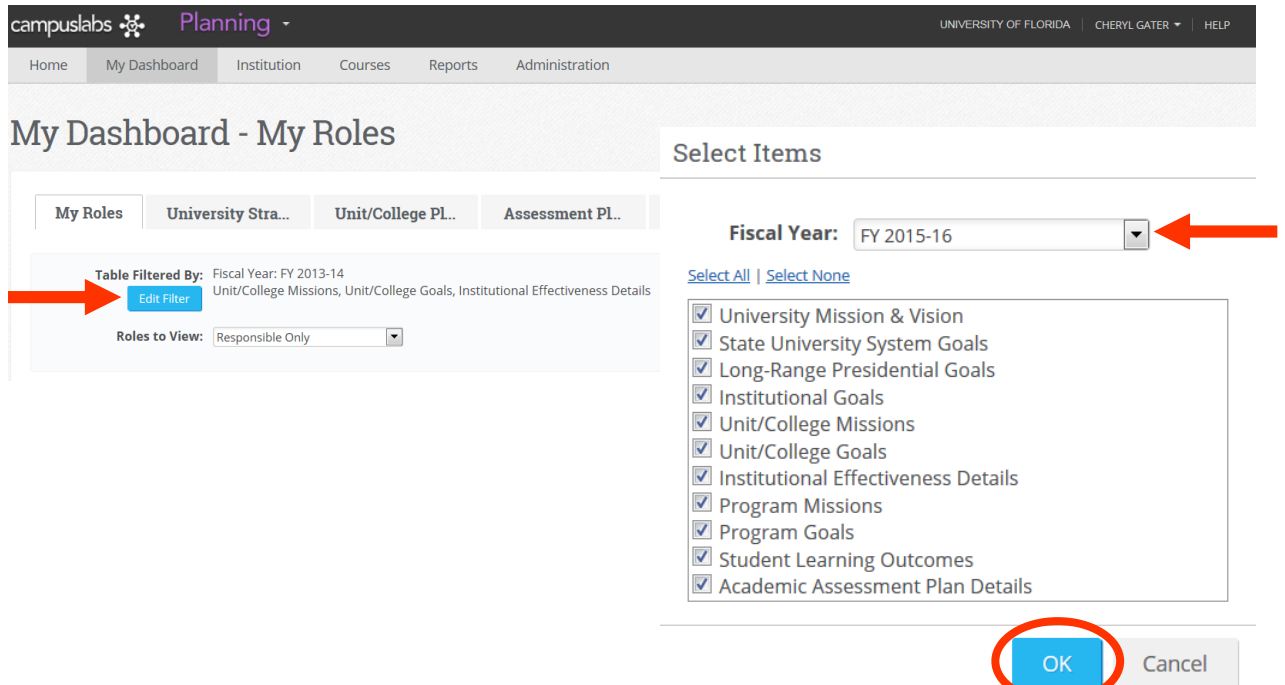 campuslabs Planning
UNIVERSITY OF FLORIDA | CHERYL GATER | HELP
Home My Dashboard Institution Courses Reports Administration
My Dashboard - My Roles
My Roles University Stra... Unit/College Pl... Assessment Pl...
Table Filtered By: Fiscal Year: FY 2013-14
Edit Filter Unit/College Missions, Unit/College Goals, Institutional Effectiveness Details
Roles to View: Responsible Only
Select Items
Fiscal Year: FY 2015-16
Select All | Select None
University Mission & Vision
State University System Goals
Long-Range Presidential Goals
Institutional Goals
Unit/College Missions
Unit/College Goals
Institutional Effectiveness Details
Program Missions
Program Goals
Student Learning Outcomes
Academic Assessment Plan Details
OK Cancel